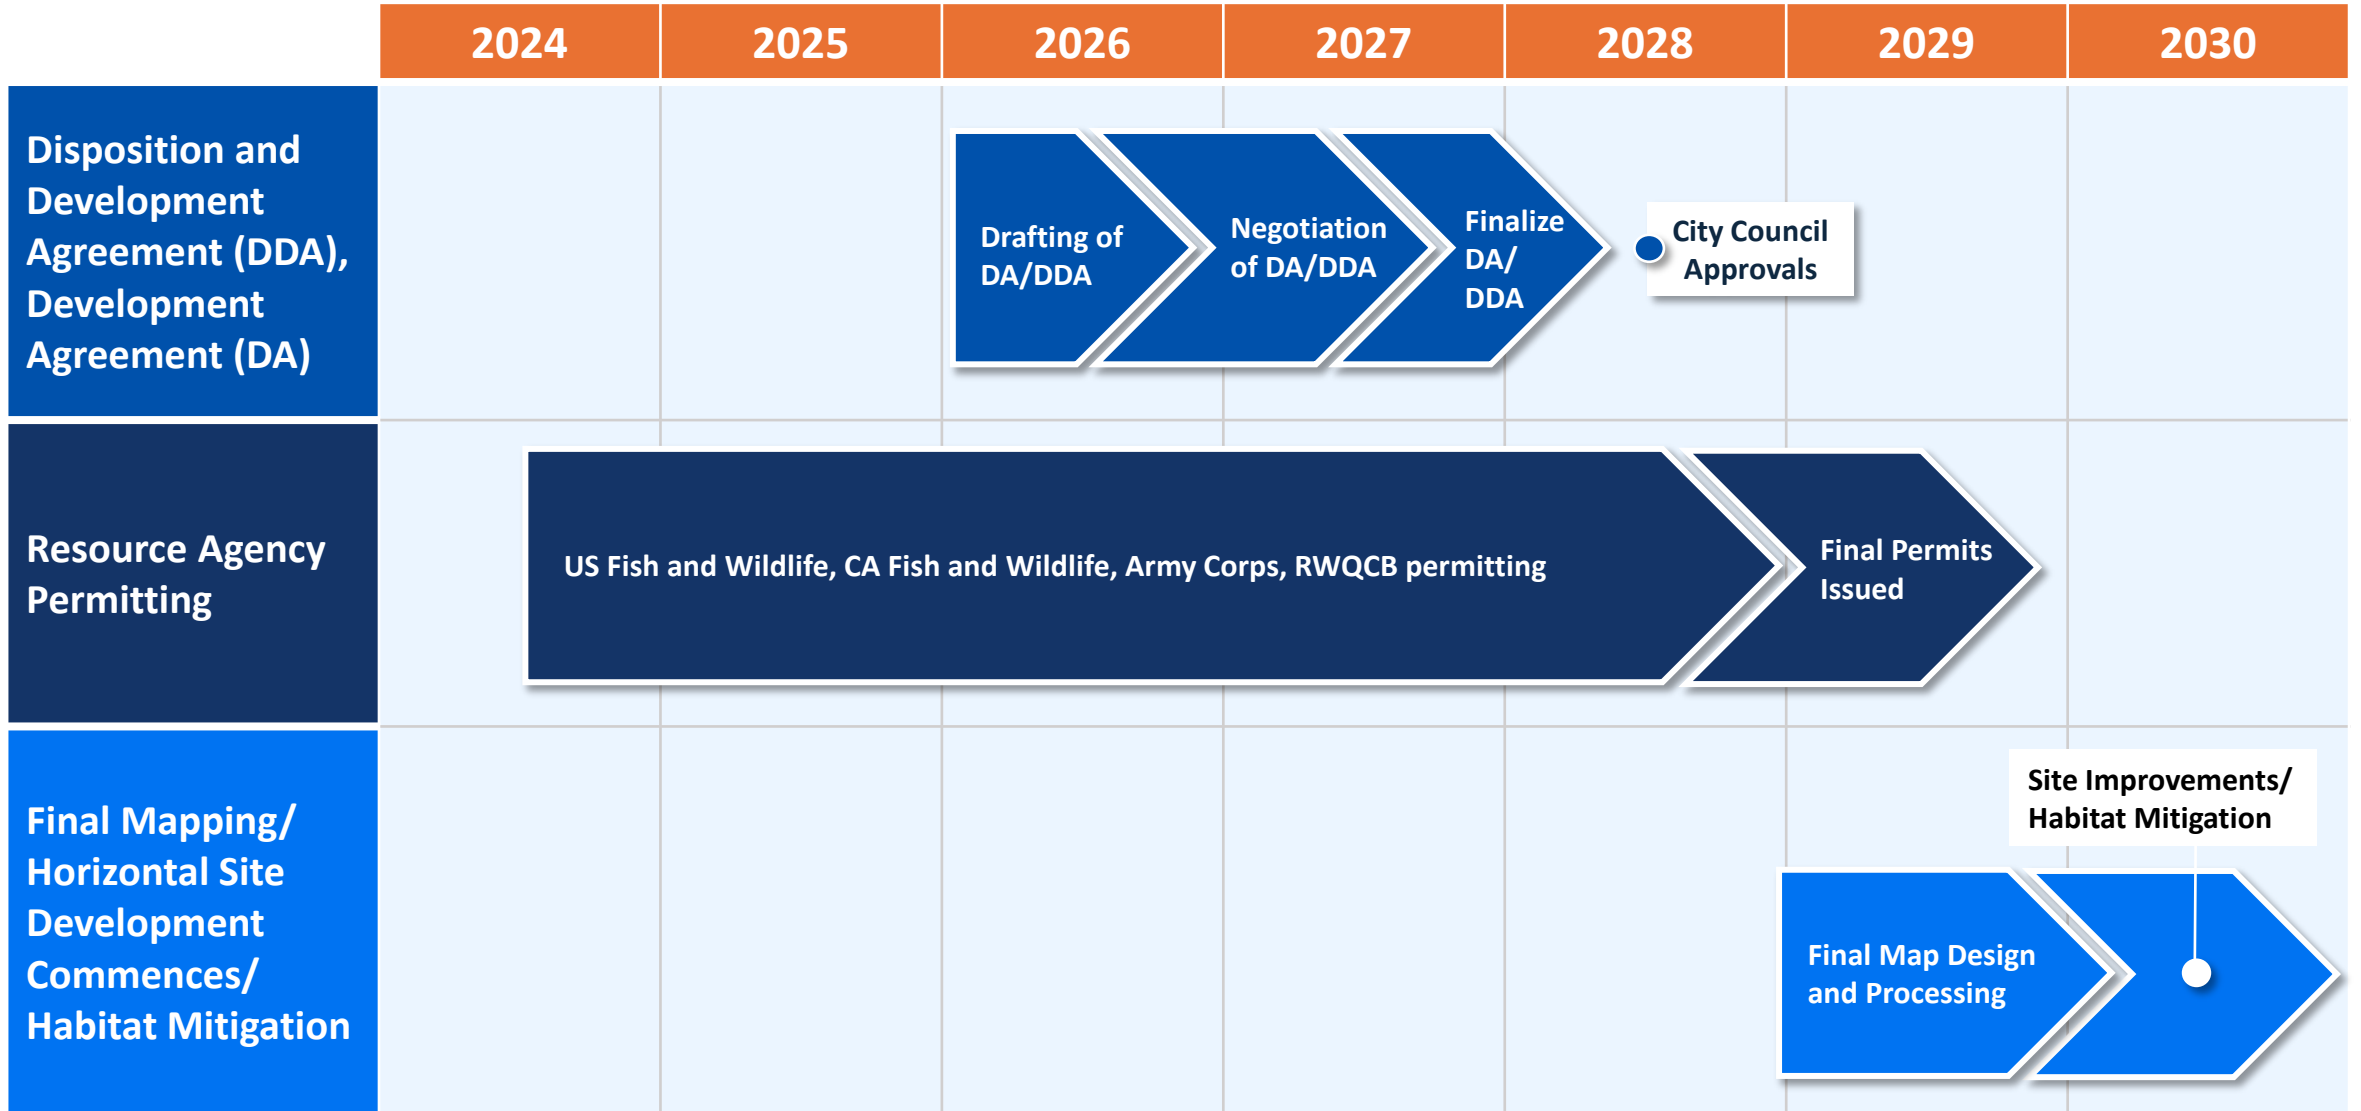 2024 2025 2026 2027 2028 2029 2030
Disposition and
Development
Agreement (DDA),
Development
Agreement (DA)
Drafting of
DA/DDA
Negotiation
of DA/DDA
Finalize
DA/
DDA
City Council
Approvals
Resource Agency
Permitting
US Fish and Wildlife, CA Fish and Wildlife, Army Corps, RWQCB permitting
Final Permits
Issued
Final Mapping/
Horizontal Site
Development
Commences/
Habitat Mitigation
Site Improvements/
Habitat Mitigation
Final Map Design
and Processing